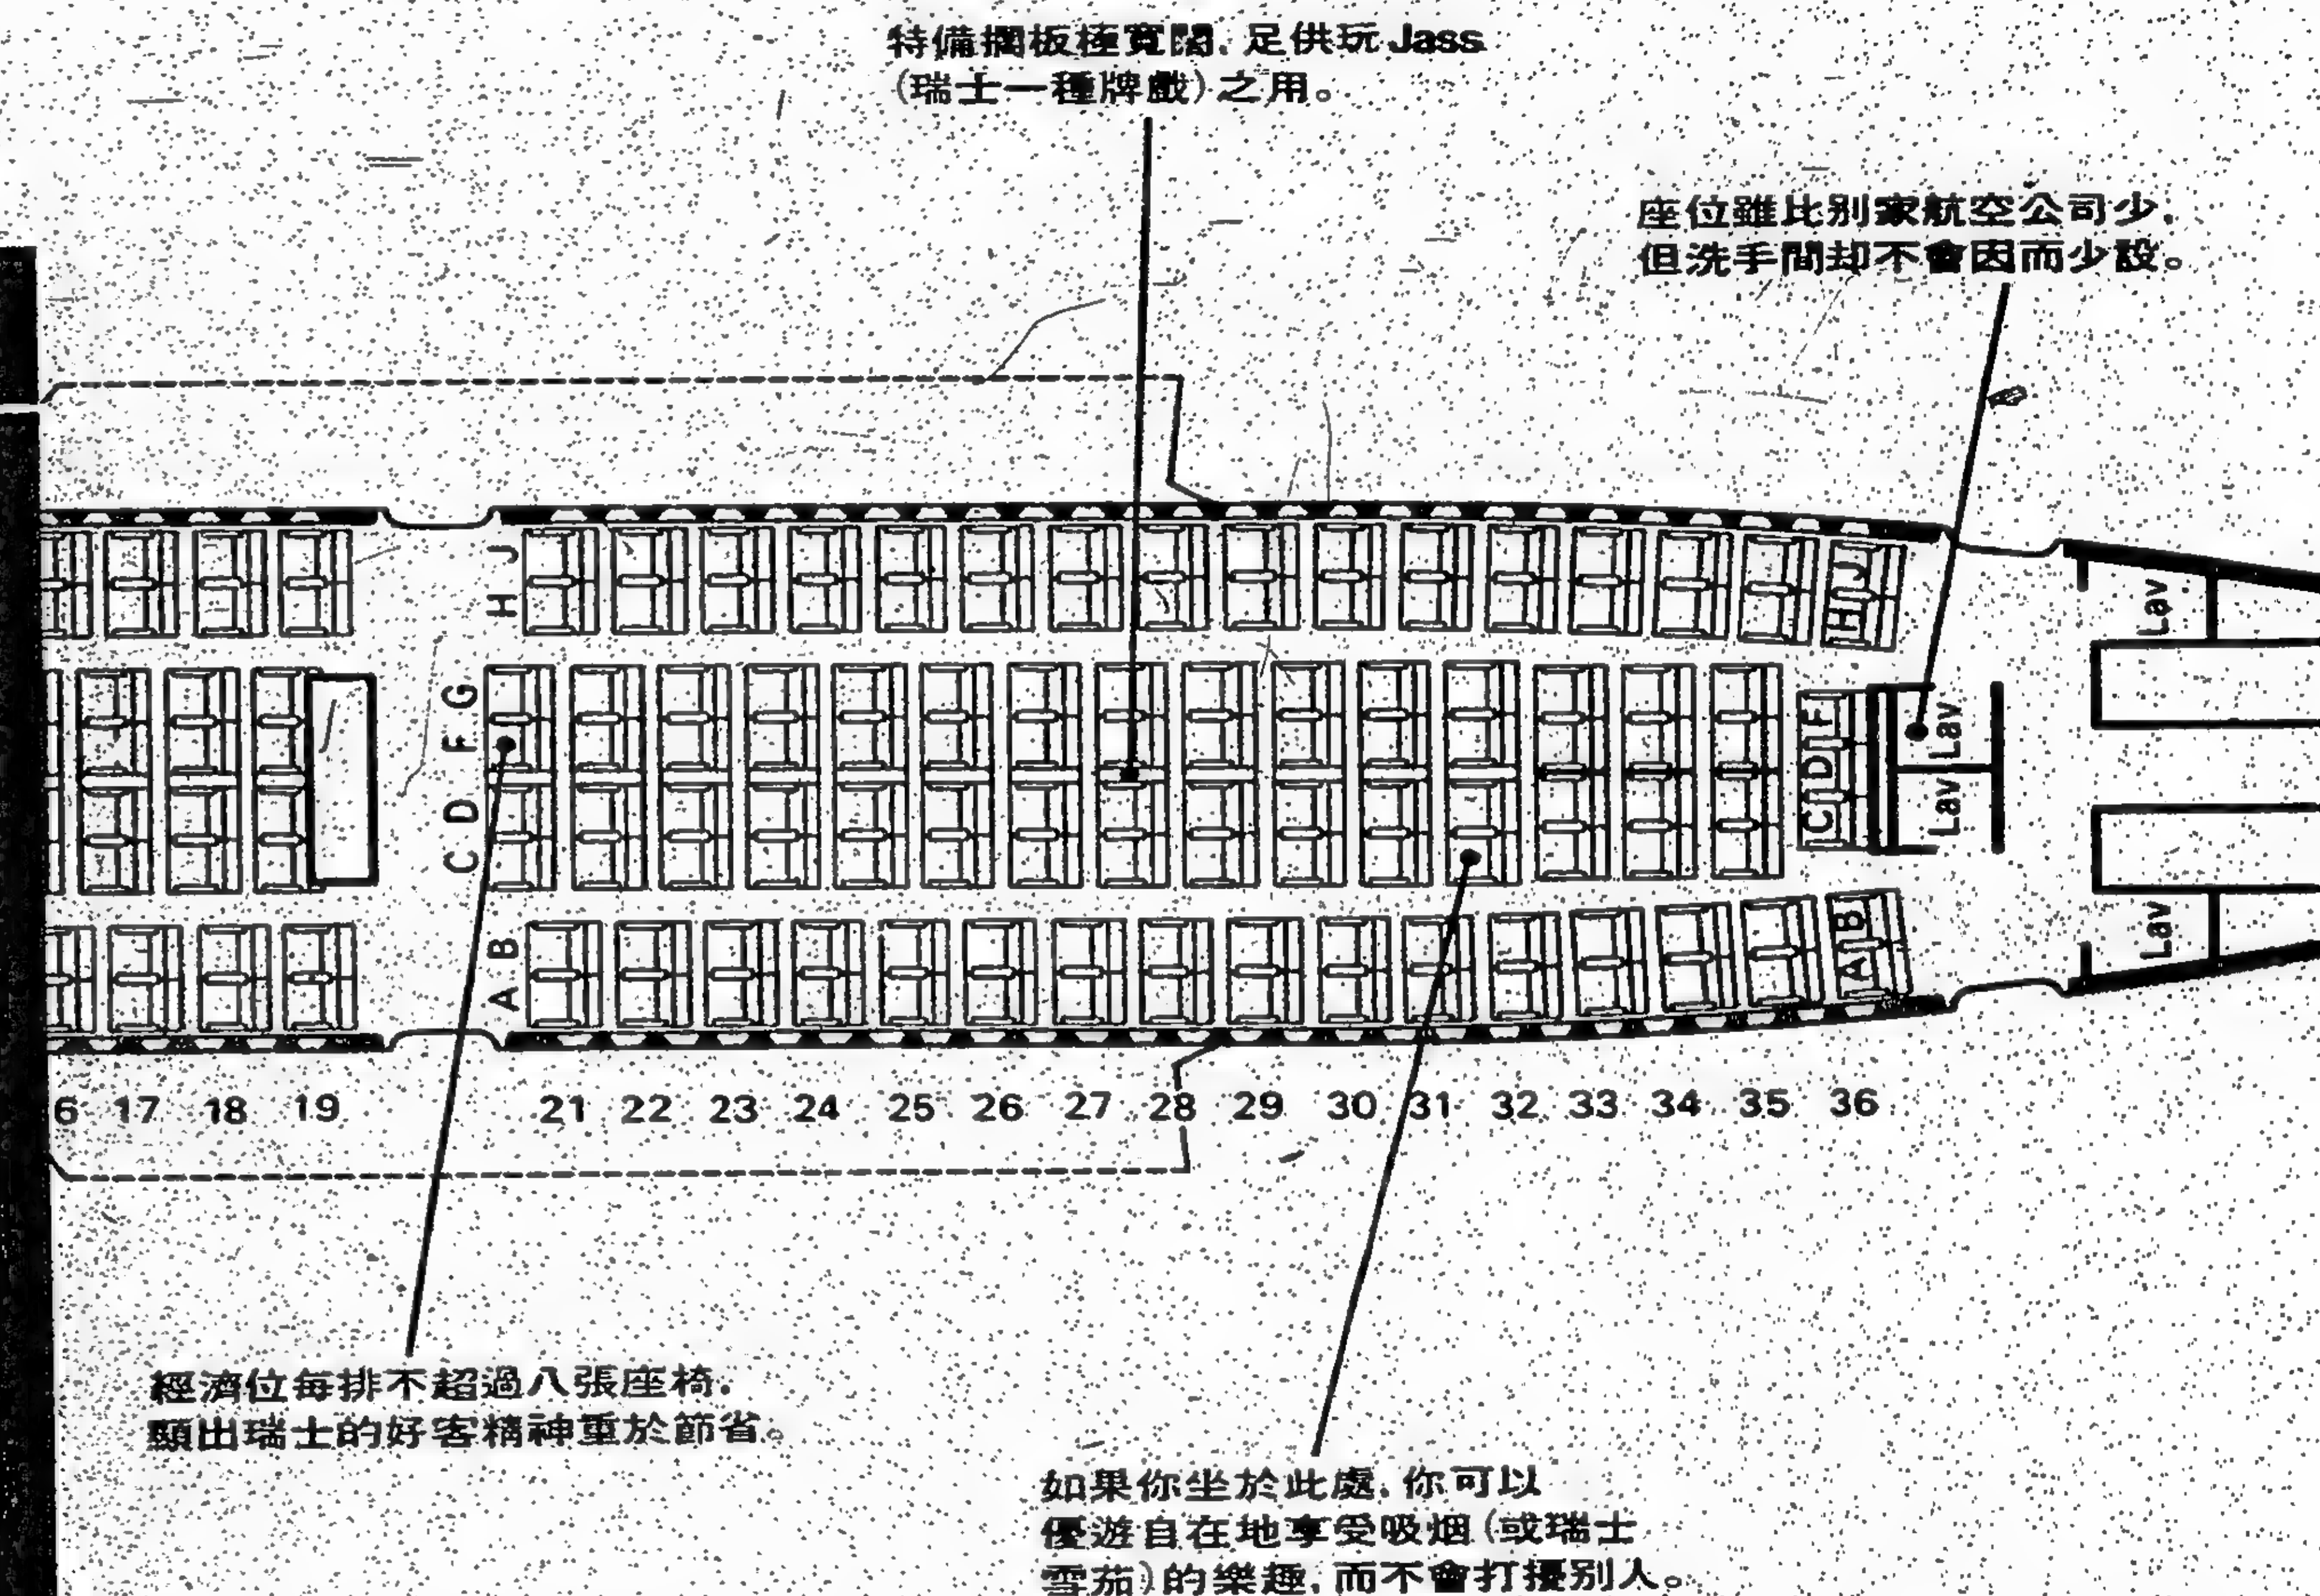 特備擱板極寬闊，足供玩Jass
（瑞士一種牌戲）之用。
座位雖比别家航空公司少，
但洗手間却不會因而少設。
H J
C D F G
A B
H J
C D F
A B
Lav
Lav
Lav
Lav
6 17 18 19 21 22 23 24 25 26 27 28 29 30 31 32 33 34 35 36
經濟位每排不超過八張座椅，
顯出瑞士的好客精神重於節省。
如果你坐於此處，你可以
優遊自在地享受吸烟（或瑞士
雪茄）的樂趣，而不會打擾别人。